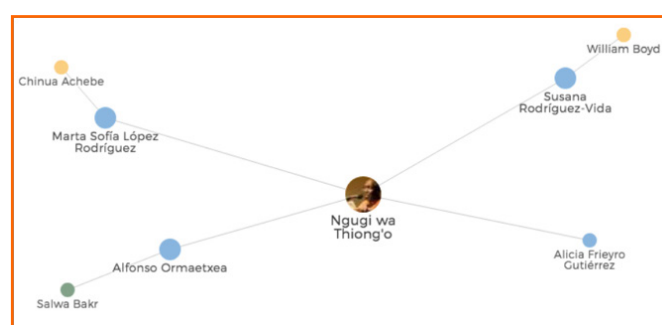 William Boyd
Chinua Achebe
Susana
Rodríguez-Vida
Marta Sofía López
Rodríguez
Ngugi wa
Thiong'o
Alicia Frieyro
Gutiérrez
Alfonso Ormaetxea
Salwa Bakr